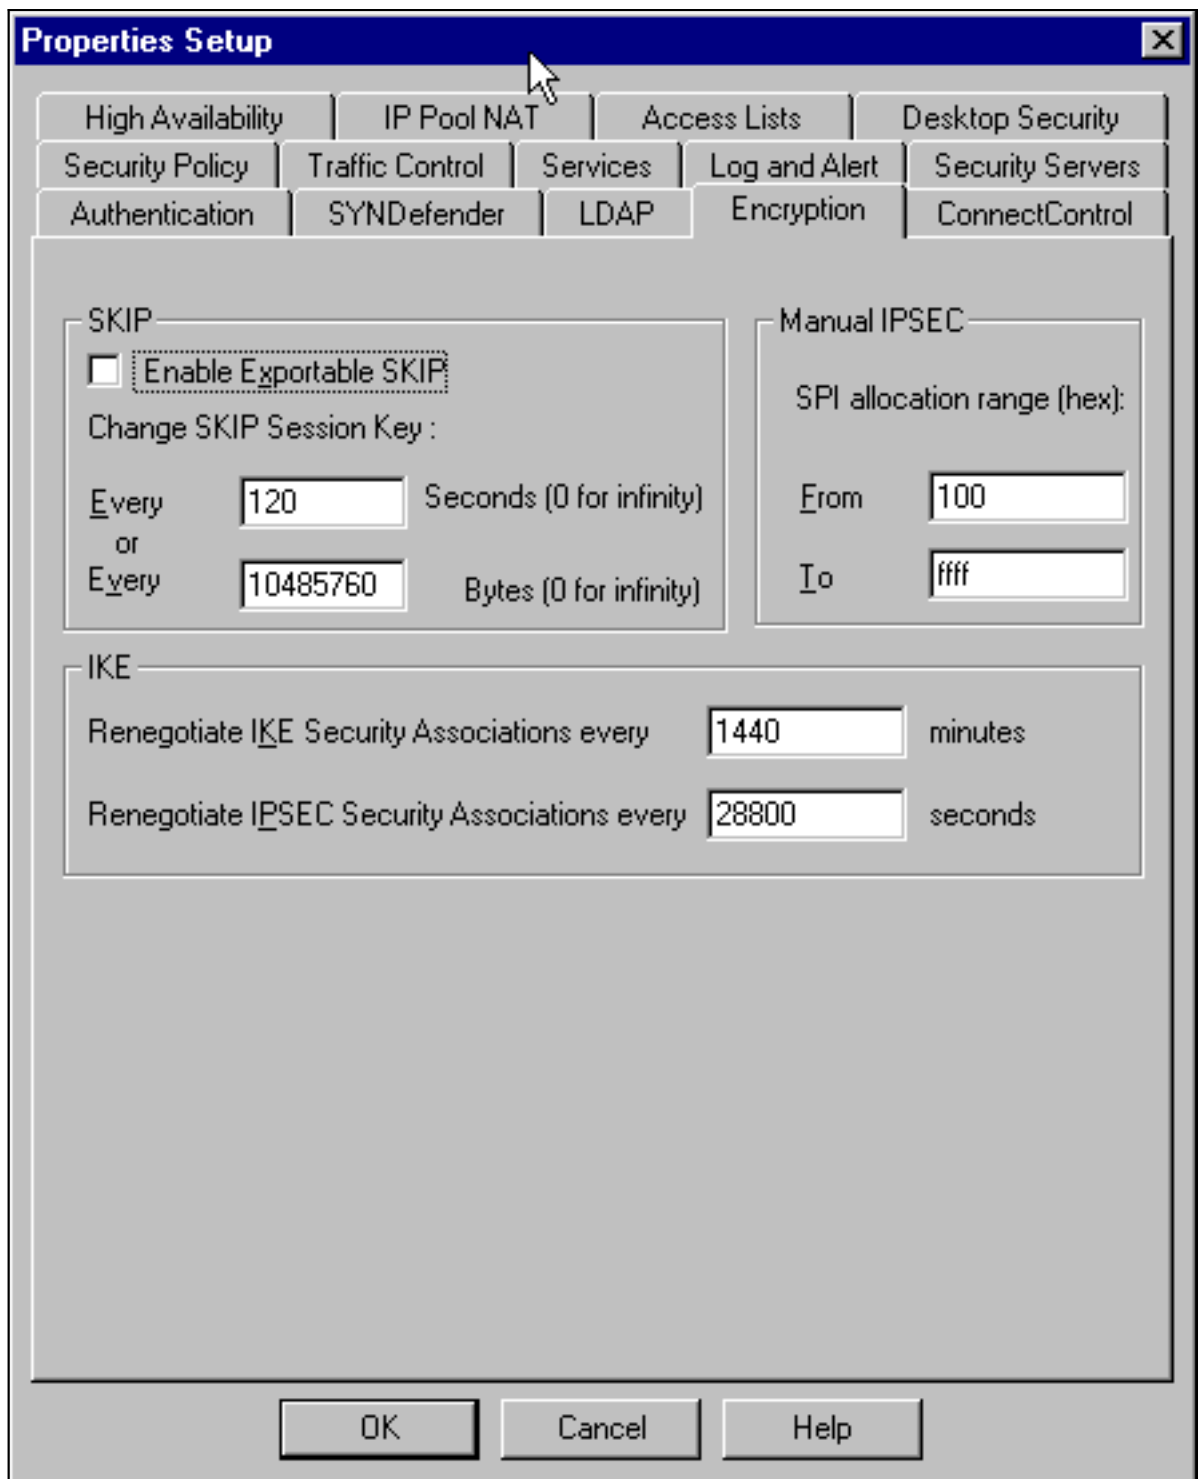 Properties Setup
High Availability IP Pool NAT Access Lists Desktop Security
Security Policy Traffic Control Services Log and Alert Security Servers
Authentication SYNDefender LDAP Encryption ConnectControl
SKIP
Enable Exportable SKIP
Change SKIP Session Key :
Every 120 Seconds (0 for infinity)
or
Every 10485760 Bytes (0 for infinity)
Manual IPSEC
SPI allocation range (hex):
From 100
To ffff
IKE
Renegotiate IKE Security Associations every 1440 minutes
Renegotiate IPSEC Security Associations every 28800 seconds
OK Cancel Help